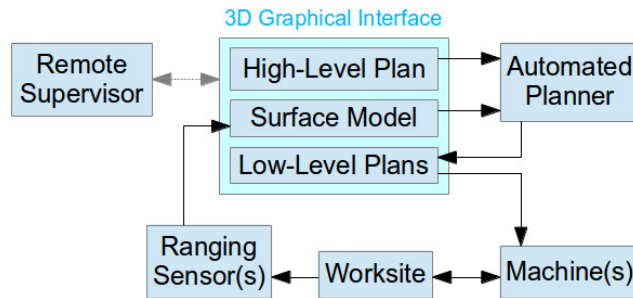 3D Graphical Interface
Remote
Supervisor
High-Level Plan
Surface Model
Low-Level Plans
Automated
Planner
Ranging
Sensor(s)
Worksite
Machine(s)